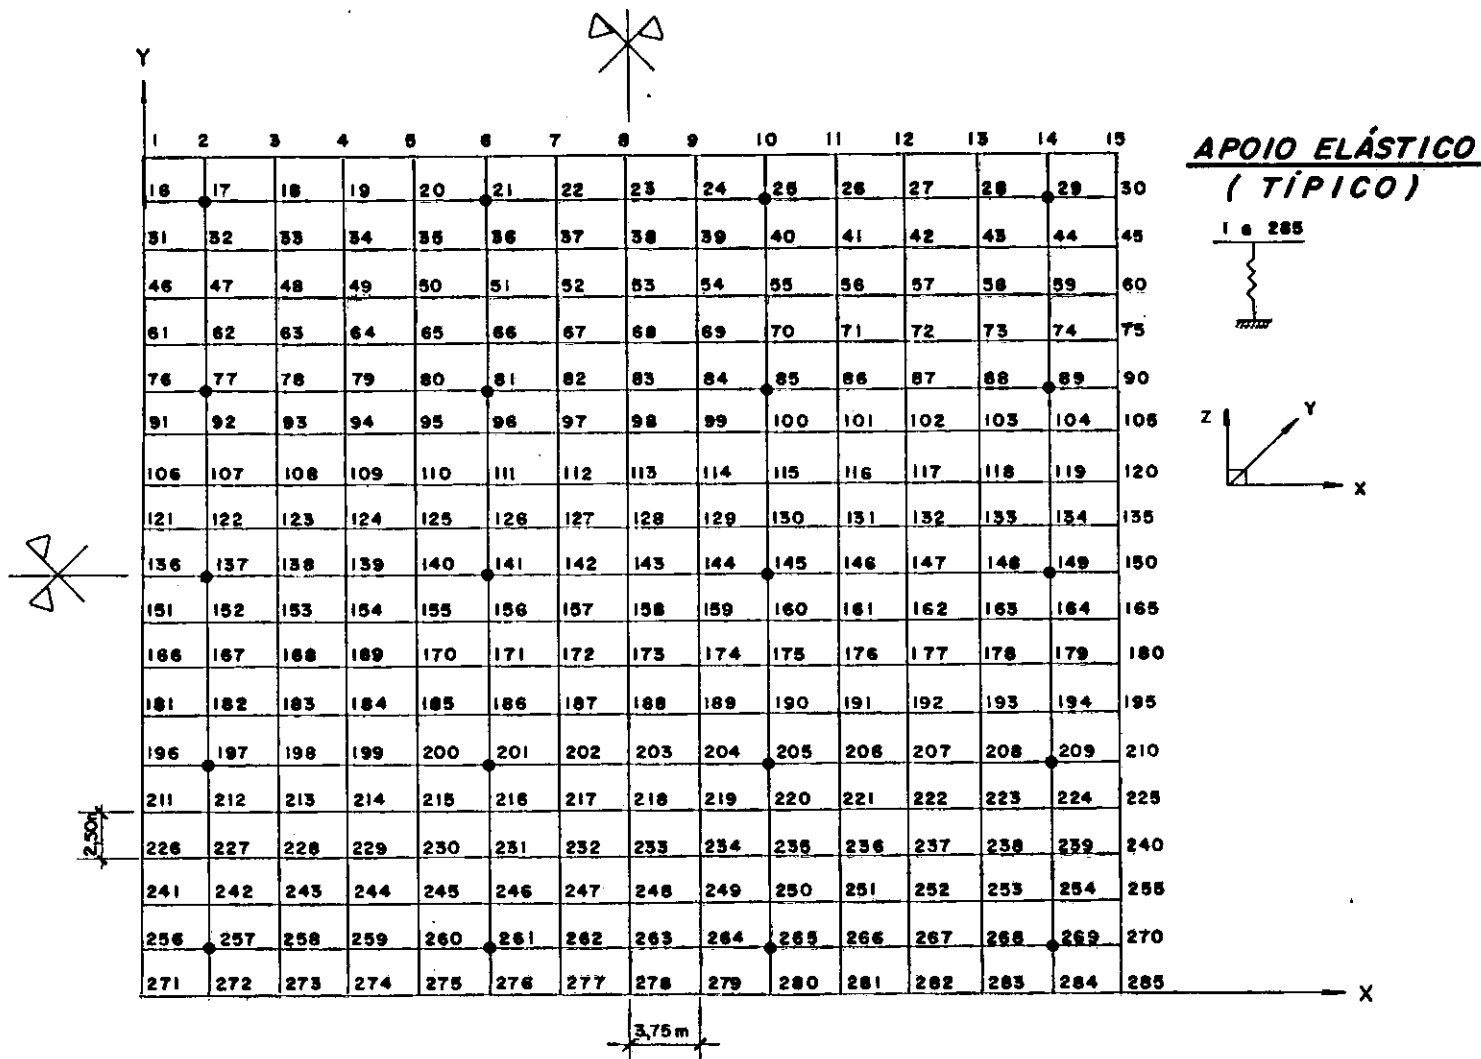 Y
1 2 3 4 5 6 7 8 9 10 11 12 13 14 15
APOIO ELÁSTICO
(TÍPICO)
16 17 18 19 20 21 22 23 24 25 26 27 28 29 30
1 a 285
31 32 33 34 35 36 37 38 39 40 41 42 43 44 45
46 47 48 49 50 51 52 53 54 55 56 57 58 59 60
61 62 63 64 65 66 67 68 69 70 71 72 73 74 75
76 77 78 79 80 81 82 83 84 85 86 87 88 89 90
91 92 93 94 95 96 97 98 99 100 101 102 103 104 105
Z Y
X
106 107 108 109 110 111 112 113 114 115 116 117 118 119 120
121 122 123 124 125 126 127 128 129 130 131 132 133 134 135
136 137 138 139 140 141 142 143 144 145 146 147 148 149 150
151 152 153 154 155 156 157 158 159 160 161 162 163 164 165
166 167 168 169 170 171 172 173 174 175 176 177 178 179 180
181 182 183 184 185 186 187 188 189 190 191 192 193 194 195
196 197 198 199 200 201 202 203 204 205 206 207 208 209 210
211 212 213 214 215 216 217 218 219 220 221 222 223 224 225
2,50m
226 227 228 229 230 231 232 233 234 235 236 237 238 239 240
241 242 243 244 245 246 247 248 249 250 251 252 253 254 255
256 257 258 259 260 261 262 263 264 265 266 267 268 269 270
271 272 273 274 275 276 277 278 279 280 281 282 283 284 285
X
3,75 m